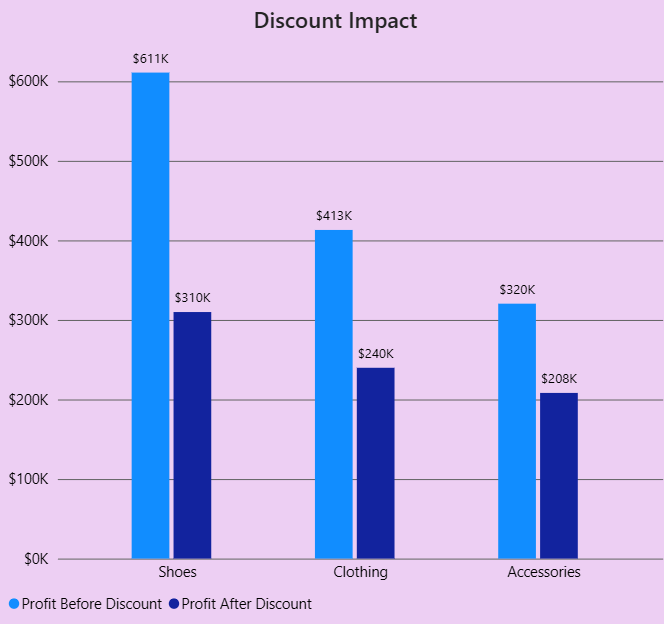 Discount Impact
$611K
$600K
$500K
$413K
$400K
$320K
$310K
$300K
$240K
$208K
$200K
$100K
$0K
Shoes Clothing Accessories
Profit Before Discount Profit After Discount